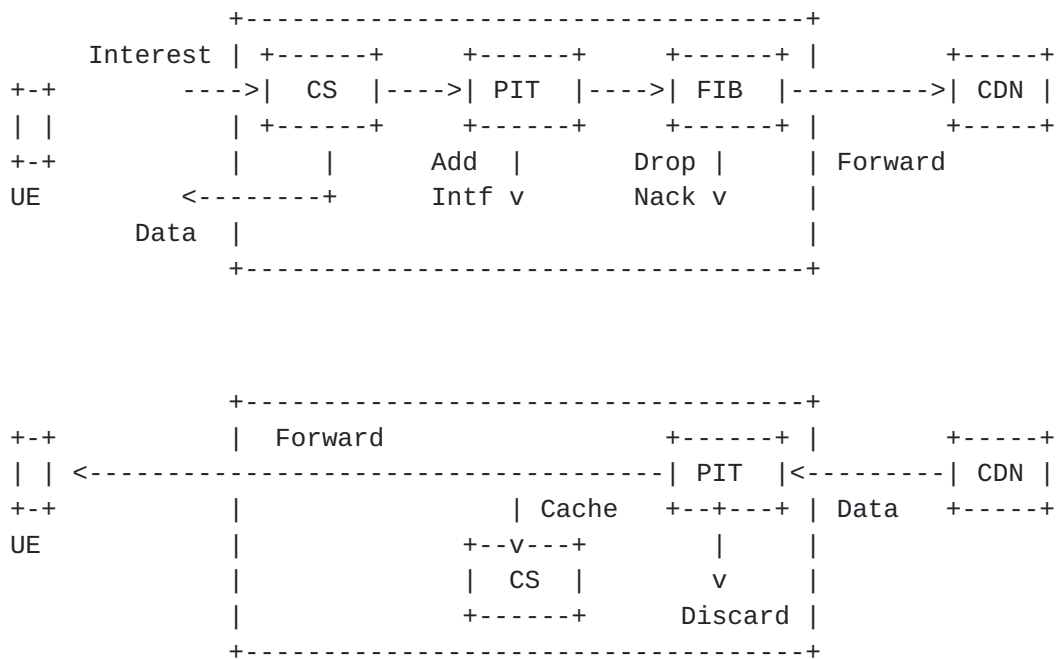 Interest
CS PIT FIB CDN
Add Drop Forward
UE Intf v Nack v
Data
Forward
PIT CDN
Cache Data
UE v
CS v
Discard